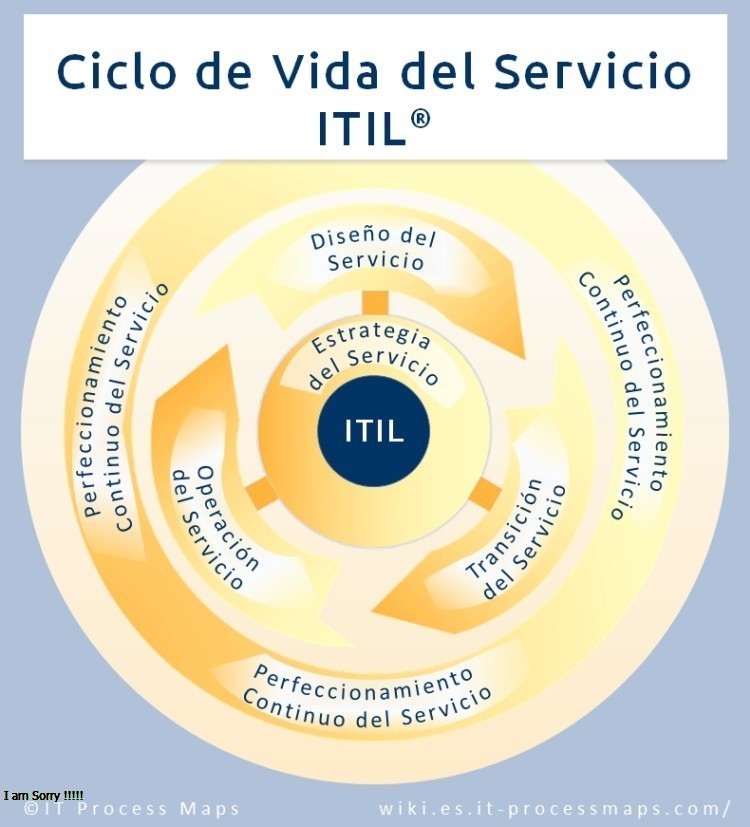 Ciclo de Vida del Servicio
ITIL®
Diseño del
Servicio
Estrategia
del Servicio
ITIL
Perfeccionamiento
Continuo del Servicio
Perfeccionamiento
Continuo del Servicio
Operación
del Servicio
Transición
del Servicio
Perfeccionamiento
Continuo del Servicio
I am Sorry !!!!!
©IT Process Maps
wiki.es.it-processmaps.com/